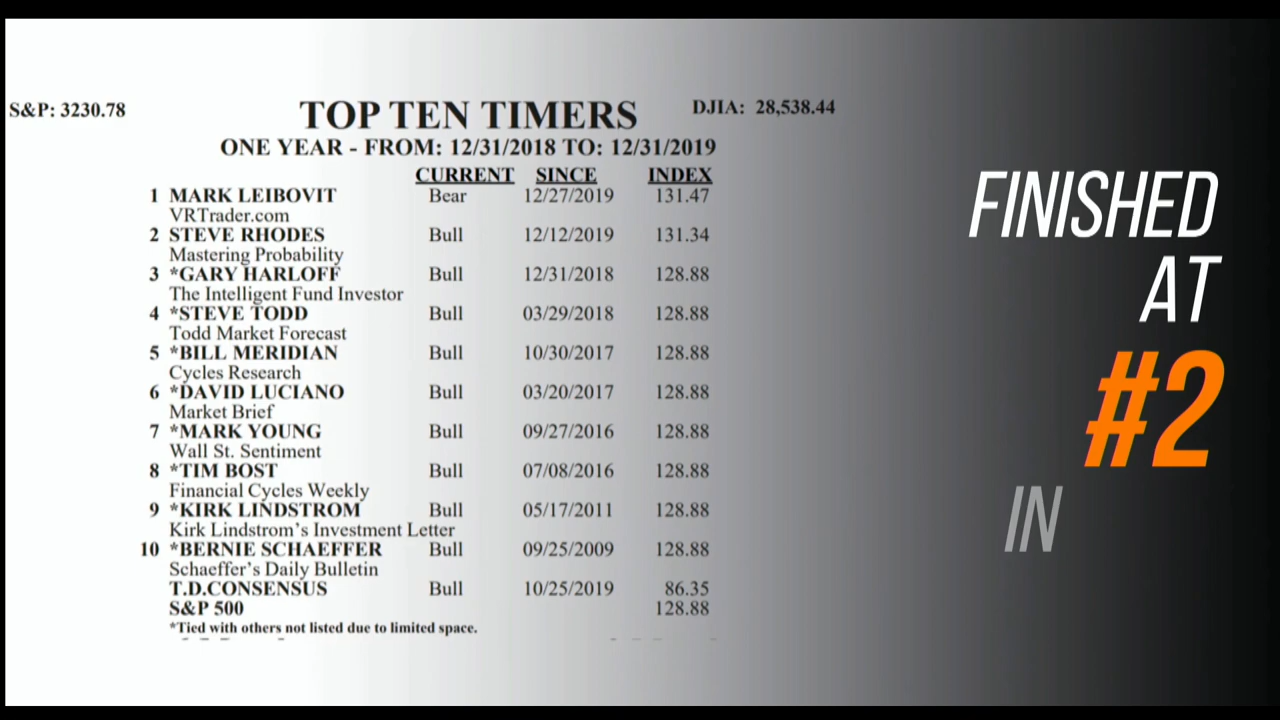 S&P: 3230.78
TOP TEN TIMERS
DJIA: 28,538.44
ONE YEAR - FROM: 12/31/2018 TO: 12/31/2019
CURRENT SINCE INDEX
1 MARK LEIBOVIT Bear 12/27/2019 131.47
VRTrader.com
2 STEVE RHODES Bull 12/12/2019 131.34
Mastering Probability
3 *GARY HARLOFF Bull 12/31/2018 128.88
The Intelligent Fund Investor
4 *STEVE TODD Bull 03/29/2018 128.88
Todd Market Forecast
5 *BILL MERIDIAN Bull 10/30/2017 128.88
Cycles Research
6 *DAVID LUCIANO Bull 03/20/2017 128.88
Market Brief
7 *MARK YOUNG Bull 09/27/2016 128.88
Wall St. Sentiment
8 *TIM BOST Bull 07/08/2016 128.88
Financial Cycles Weekly
9 *KIRK LINDSTROM Bull 05/17/2011 128.88
Kirk Lindstrom's Investment Letter
10 *BERNIE SCHAEFFER Bull 09/25/2009 128.88
Schaeffer's Daily Bulletin
T.D.CONSENSUS Bull 10/25/2019 86.35
S&P 500 128.88
*Tied with others not listed due to limited space.
FINISHED
AT
#2
IN